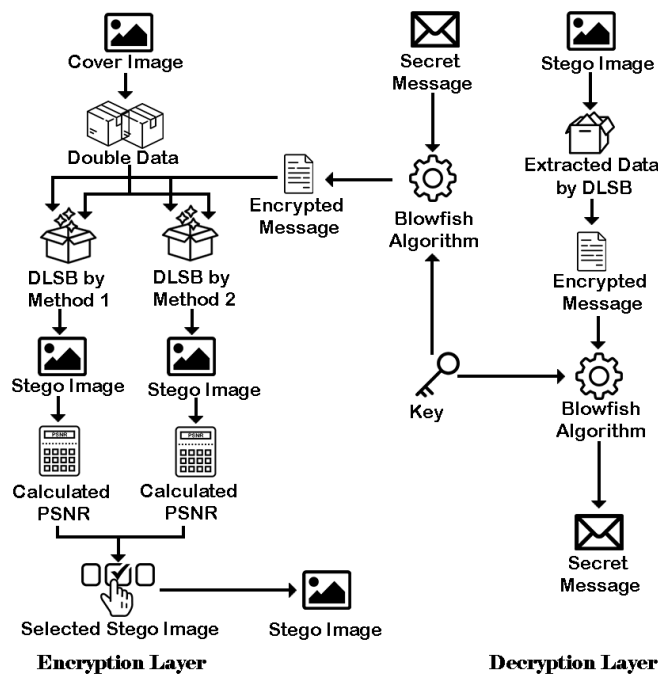 Cover Image
Double Data
DLSB by
Method 1
DLSB by
Method 2
Stego Image
Stego Image
PSNR
PSNR
Calculated
PSNR
Calculated
PSNR
Selected Stego Image
Stego Image
Encryption Layer
Secret
Message
Blowfish
Algorithm
Encrypted
Message
Key
Stego Image
Extracted Data
by DLSB
Encrypted
Message
Blowfish
Algorithm
Secret
Message
Decryption Layer